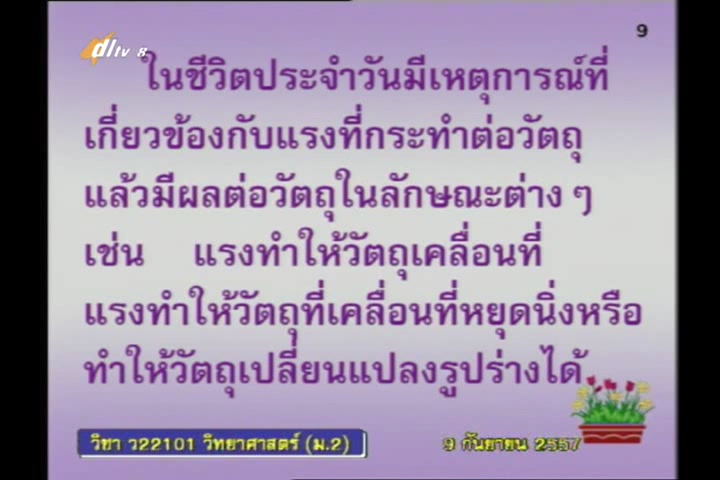 dltv 8
9
ในชีวิตประจำวันมีเหตุการณ์ที่
เกี่ยวข้องกับแรงที่กระทำต่อวัตถุ
แล้วมีผลต่อวัตถุในลักษณะต่าง ๆ
เช่น แรงทำให้วัตถุเคลื่อนที่
แรงทำให้วัตถุที่เคลื่อนที่หยุดนิ่งหรือ
ทำให้วัตถุเปลี่ยนแปลงรูปร่างได้
วิชา ว22101 วิทยาศาสตร์ (ม.2)
9 กันยายน 2557